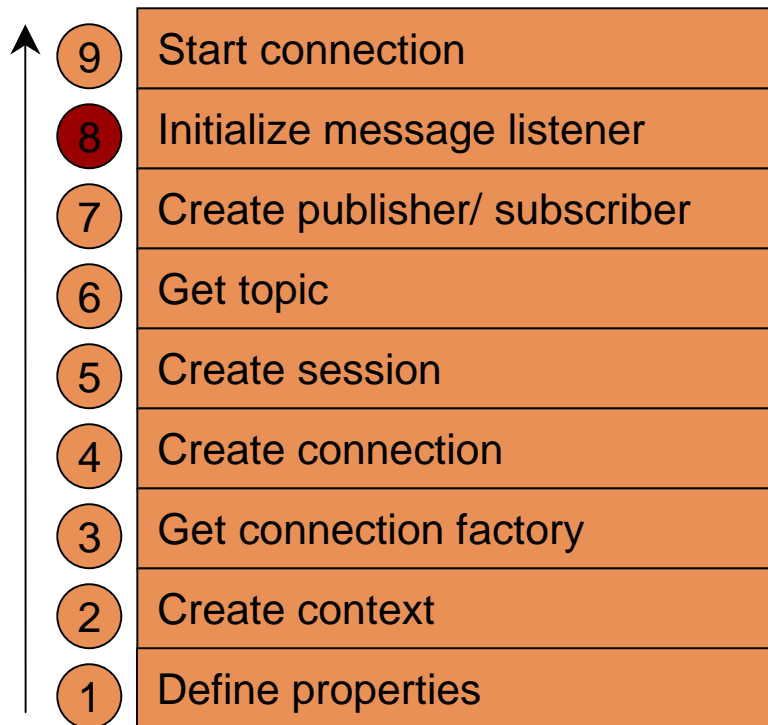 9 Start connection
8 Initialize message listener
7 Create publisher/ subscriber
6 Get topic
5 Create session
4 Create connection
3 Get connection factory
2 Create context
1 Define properties